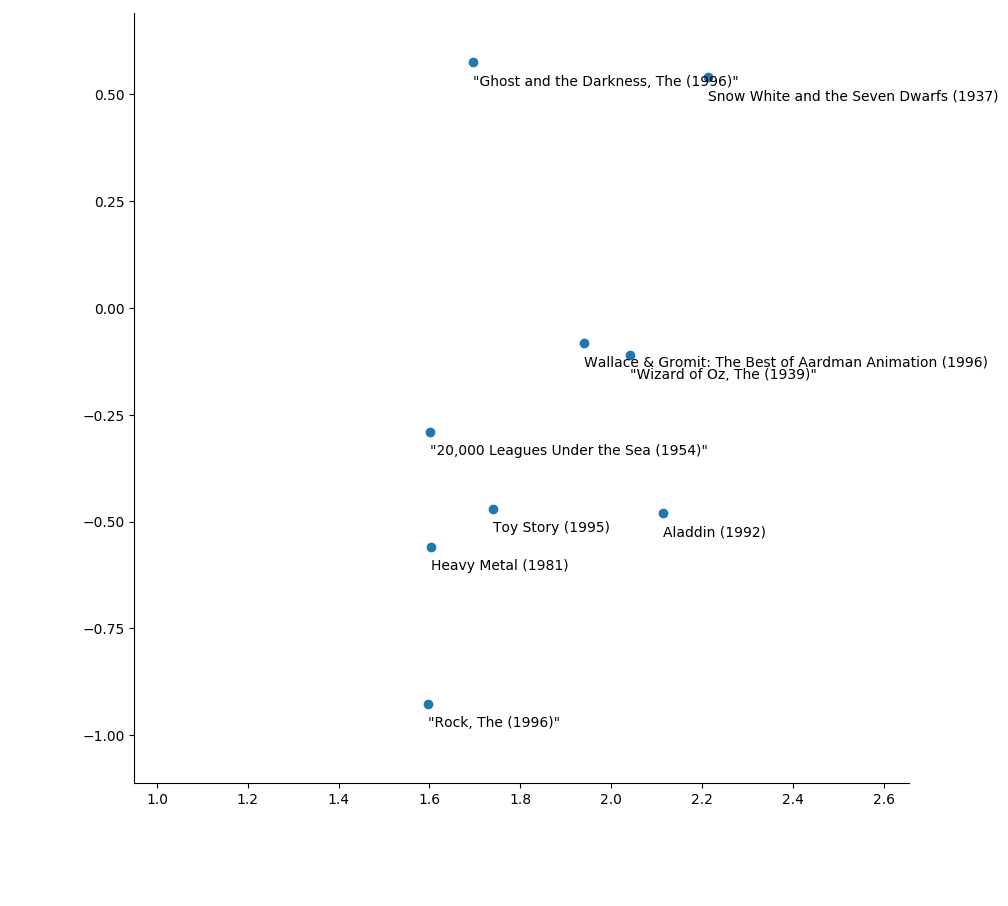 "Ghost and the Darkness, The (1996)"
Snow White and the Seven Dwarfs (1937)
0.50
0.25
0.00
Wallace & Gromit: The Best of Aardman Animation (1996)
"Wizard of Oz, The (1939)"
−0.25
"20,000 Leagues Under the Sea (1954)"
−0.50
Toy Story (1995)
Aladdin (1992)
Heavy Metal (1981)
−0.75
"Rock, The (1996)"
−1.00
1.0 1.2 1.4 1.6 1.8 2.0 2.2 2.4 2.6